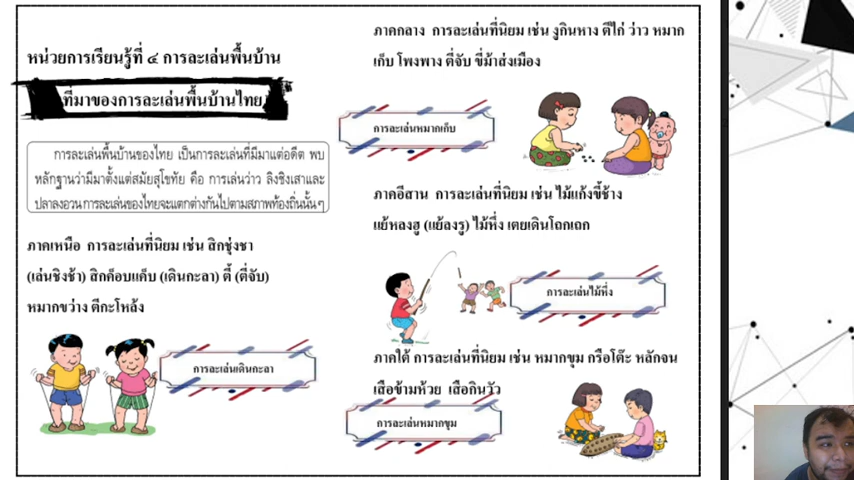 หน่วยการเรียนรู้ที่ ๔ การละเล่นพื้นบ้าน
ที่มาของการละเล่นพื้นบ้านไทย
การละเล่นพื้นบ้านของไทย เป็นการละเล่นที่มีมาแต่อดีต พบ
หลักฐานว่ามีมาตั้งแต่สมัยสุโขทัย คือ การเล่นว่าว ลิงชิงเสาและ
ปลาลงอวน การละเล่นของไทยจะแตกต่างกันไปตามสภาพท้องถิ่นนั้น ๆ
ภาคเหนือ การละเล่นที่นิยม เช่น สิกชุ่งชา
(เล่นชิงช้า) สิกก็อบแก็บ (เดินกะลา) ตี้ (ตี่จับ)
หมากขว่าง ตีกะโหล้ง
การละเล่นเดินกะลา
ภาคกลาง การละเล่นที่นิยม เช่น งูกินหาง ตีไก่ ว่าว หมาก
เก็บ โพงพาง ตี่จับ ขี่ม้าส่งเมือง
การละเล่นหมากเก็บ
ภาคอีสาน การละเล่นที่นิยม เช่น ไม้แก้งขี้ช้าง
แย้หลงฮู (แย้ลงรู) ไม้หึ่ง เตยเดินโถกเถก
การละเล่นไม้หึ่ง
ภาคใต้ การละเล่นที่นิยม เช่น หมากขุม กรือโต๊ะ หลักจน
เสือข้ามห้วย เสือกินวัว
การละเล่นหมากขุม